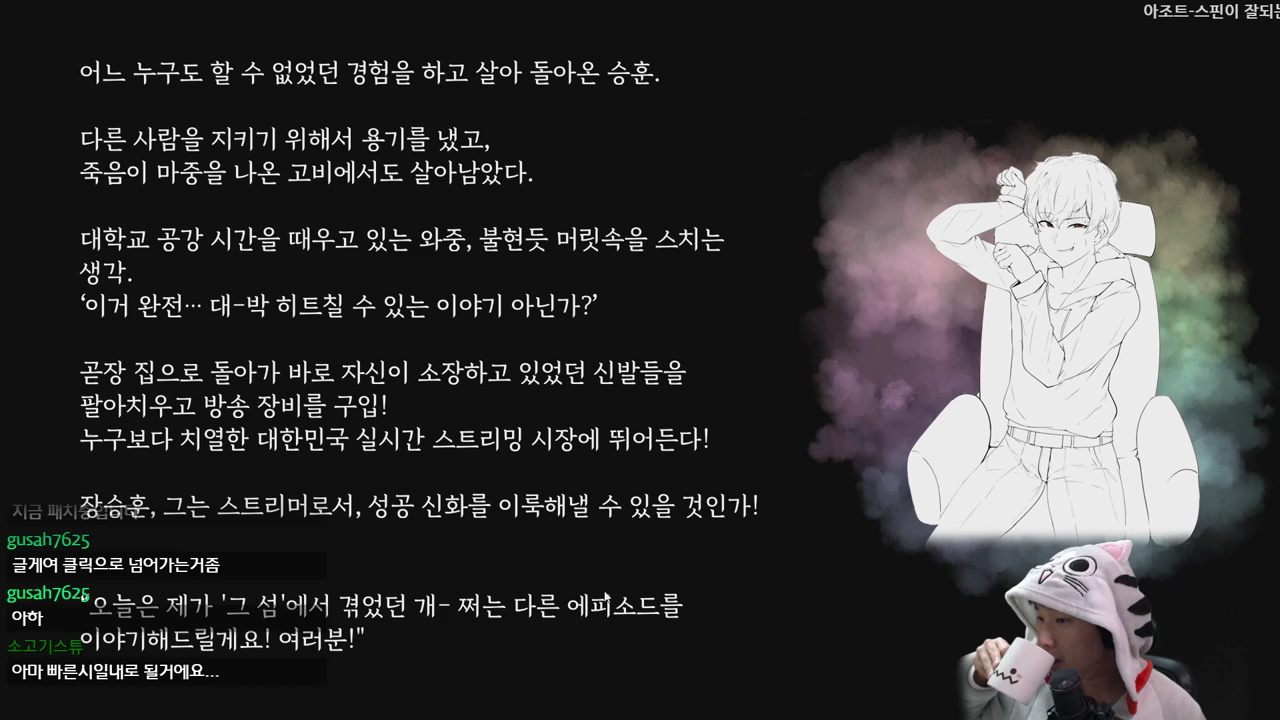 아조트-스핀이 잘되는
어느 누구도 할 수 없었던 경험을 하고 살아 돌아온 승훈.
다른 사람을 지키기 위해서 용기를 냈고,
죽음이 마중을 나온 고비에서도 살아남았다.
대학교 공강 시간을 때우고 있는 와중, 불현듯 머릿속을 스치는
생각.
‘이거 완전… 대-박 히트칠 수 있는 이야기 아닌가?’
곧장 집으로 돌아가 바로 자신이 소장하고 있었던 신발들을
팔아치우고 방송 장비를 구입!
누구보다 치열한 대한민국 실시간 스트리밍 시장에 뛰어든다!
장승훈, 그는 스트리머로서, 성공 신화를 이룩해낼 수 있을 것인가!
"오늘은 제가 '그 섬'에서 겪었던 개- 쩌는 다른 에피소드를
이야기해드릴게요! 여러분!"
지금 패치중입니다
gusah7625
글게여 클릭으로 넘어가는거좀
gusah7625
아하
소고기스튜
아마 빠른시일내로 될거에요...